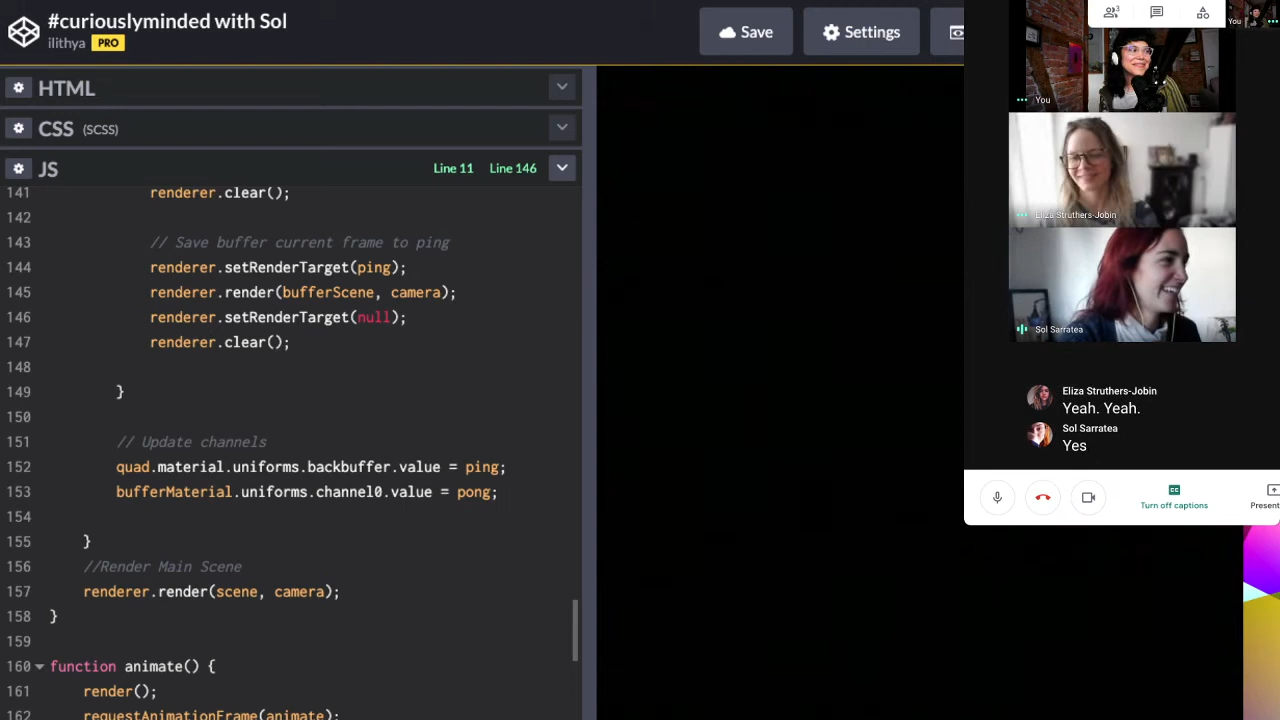 #curiouslyminded with Sol
ilithya PRO
Save
Settings
HTML
CSS (SCSS)
JS
Line 11 Line 146
141 renderer.clear();
142
143 // Save buffer current frame to ping
144 renderer.setRenderTarget(ping);
145 renderer.render(bufferScene, camera);
146 renderer.setRenderTarget(null);
147 renderer.clear();
148
149 }
150
151 // Update channels
152 quad.material.uniforms.backbuffer.value = ping;
153 bufferMaterial.uniforms.channel0.value = pong;
154
155 }
156 //Render Main Scene
157 renderer.render(scene, camera);
158 }
159
160 function animate() {
161 render();
162 requestAnimationFrame(animate);
3
You
You
Eliza Struthers-Jobin
Sol Sarratea
Eliza Struthers-Jobin
Yeah. Yeah.
Sol Sarratea
Yes
CC
Turn off captions
Present